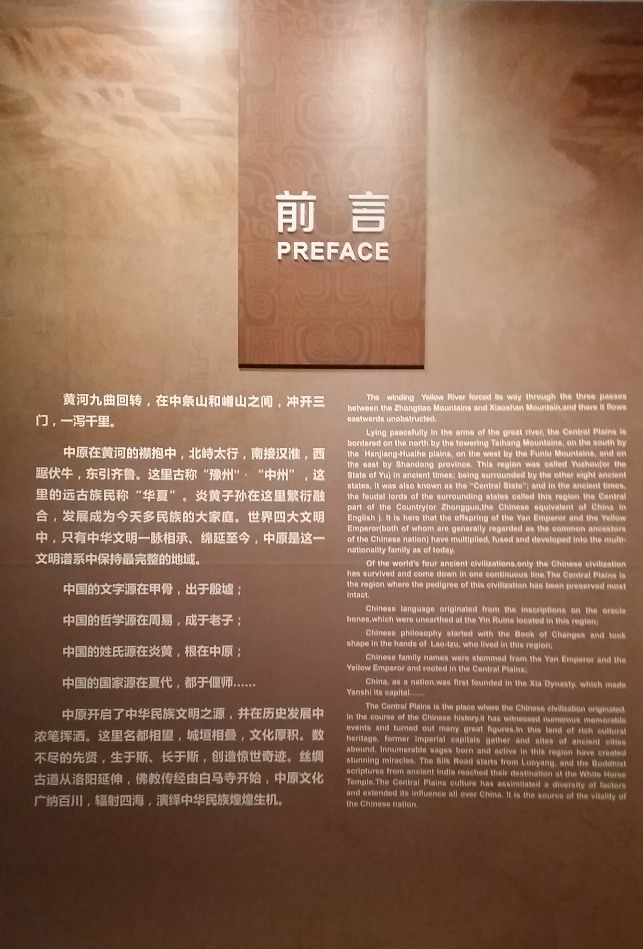 前 言
PREFACE
黄河九曲回转，在中条山和崤山之间，冲开三
门，一泻千里。
中原在黄河的襟抱中，北峙太行，南接汉淮，西
踞伏牛，东引齐鲁。这里古称“豫州”、“中州”，这
里的远古族民称“华夏”。炎黄子孙在这里繁衍融
合，发展成为今天多民族的大家庭。世界四大文明
中，只有中华文明一脉相承、绵延至今，中原是这一
文明谱系中保持最完整的地域。
中国的文字源在甲骨，出于殷墟；
中国的哲学源在周易，成于老子；
中国的姓氏源在炎黄，根在中原；
中国的国家源在夏代，都于偃师……
中原开启了中华民族文明之源，并在历史发展中
浓笔挥洒。这里名都相望，城垣相叠，文化厚积。数
不尽的先贤，生于斯、长于斯，创造惊世奇迹。丝绸
古道从洛阳延伸，佛教传经由白马寺开始，中原文化
广纳百川，辐射四海，演绎中华民族煌煌生机。
The winding Yellow River forced its way through the three passes
between the Zhongtiao Mountains and Xiaoshan Mountain,and there it flows
eastwards unobstructed.
Lying peacefully in the arms of the great river, the Central Plains is
bordered on the north by the towering Taihang Mountains, on the south by
the Hanjiang-Huaihe plains, on the west by the Funiu Mountains, and on
the east by Shandong province. This region was called Yuzhou(or the
State of Yu) in ancient times; being surrounded by the other eight ancient
states, it was also known as the "Central State"; and in the ancient times,
the feudal lords of the surrounding states called this region the Central
part of the Country(or Zhongguo,the Chinese equivalent of China in
English ). It is here that the offspring of the Yan Emperor and the Yellow
Emperor(both of whom are generally regarded as the common ancestors
of the Chinese nation) have multiplied, fused and developed into the multi-
nationality family as of today.
Of the world's four ancient civilizations,only the Chinese civilization
has survived and come down in one continuous line.The Central Plains is
the region where the pedigree of this civilization has been preserved most
intact.
Chinese language originated from the inscriptions on the oracle
bones,which were unearthed at the Yin Ruins located in this region;
Chinese philosophy started with the Book of Changes and took
shape in the hands of Lao-tzu, who lived in this region;
Chinese family names were stemmed from the Yan Emperor and the
Yellow Emperor and rooted in the Central Plains;
China, as a nation,was first founded in the Xia Dynasty, which made
Yanshi its capital......
The Central Plains is the place where the Chinese civilization originated.
In the course of the Chinese history,it has witnessed numerous memorable
events and turned out many great figures.In this land of rich cultural
heritage, former imperial capitals gather and sites of ancient cities
abound. Innumerable sages born and active in this region have created
stunning miracles. The Silk Road starts from Luoyang, and the Buddhist
scriptures from ancient India reached their destination at the White Horse
Temple.The Central Plains culture has assimilated a diversity of factors
and extended its influence all over China. It is the source of the vitality of
the Chinese nation.